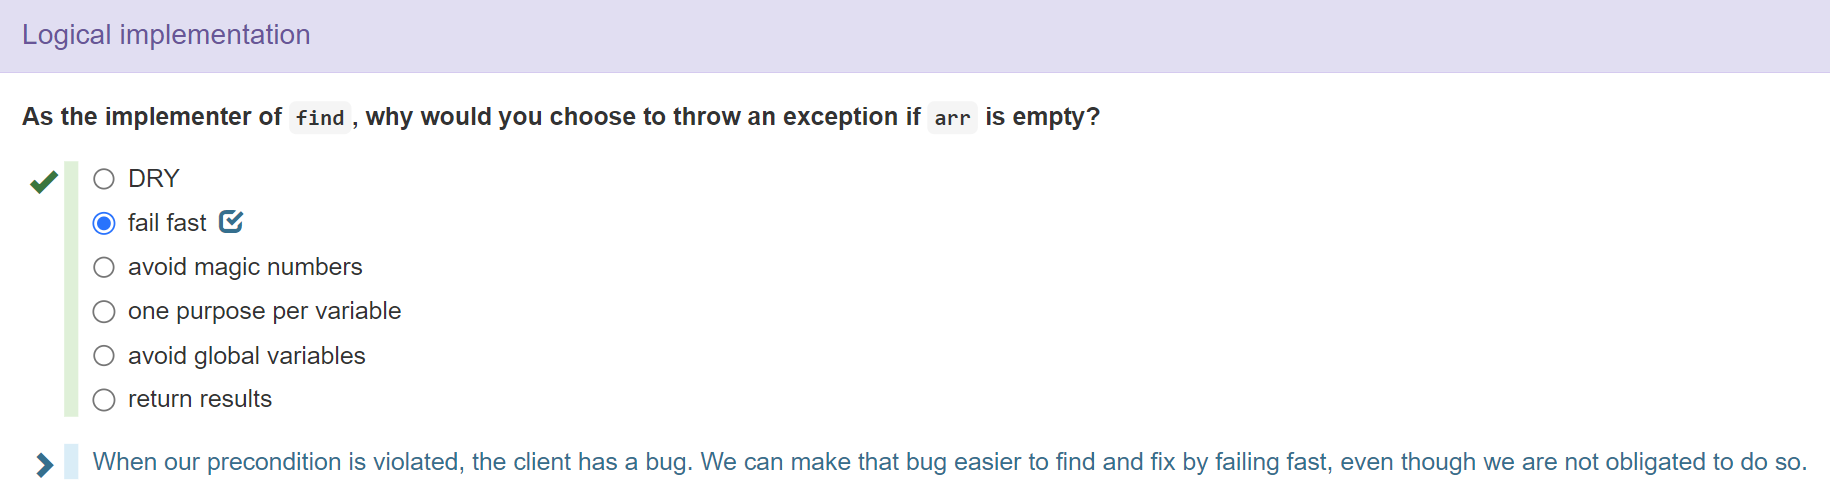 Logical implementation
As the implementer of find, why would you choose to throw an exception if arr is empty?
DRY
fail fast
avoid magic numbers
one purpose per variable
avoid global variables
return results
When our precondition is violated, the client has a bug. We can make that bug easier to find and fix by failing fast, even though we are not obligated to do so.